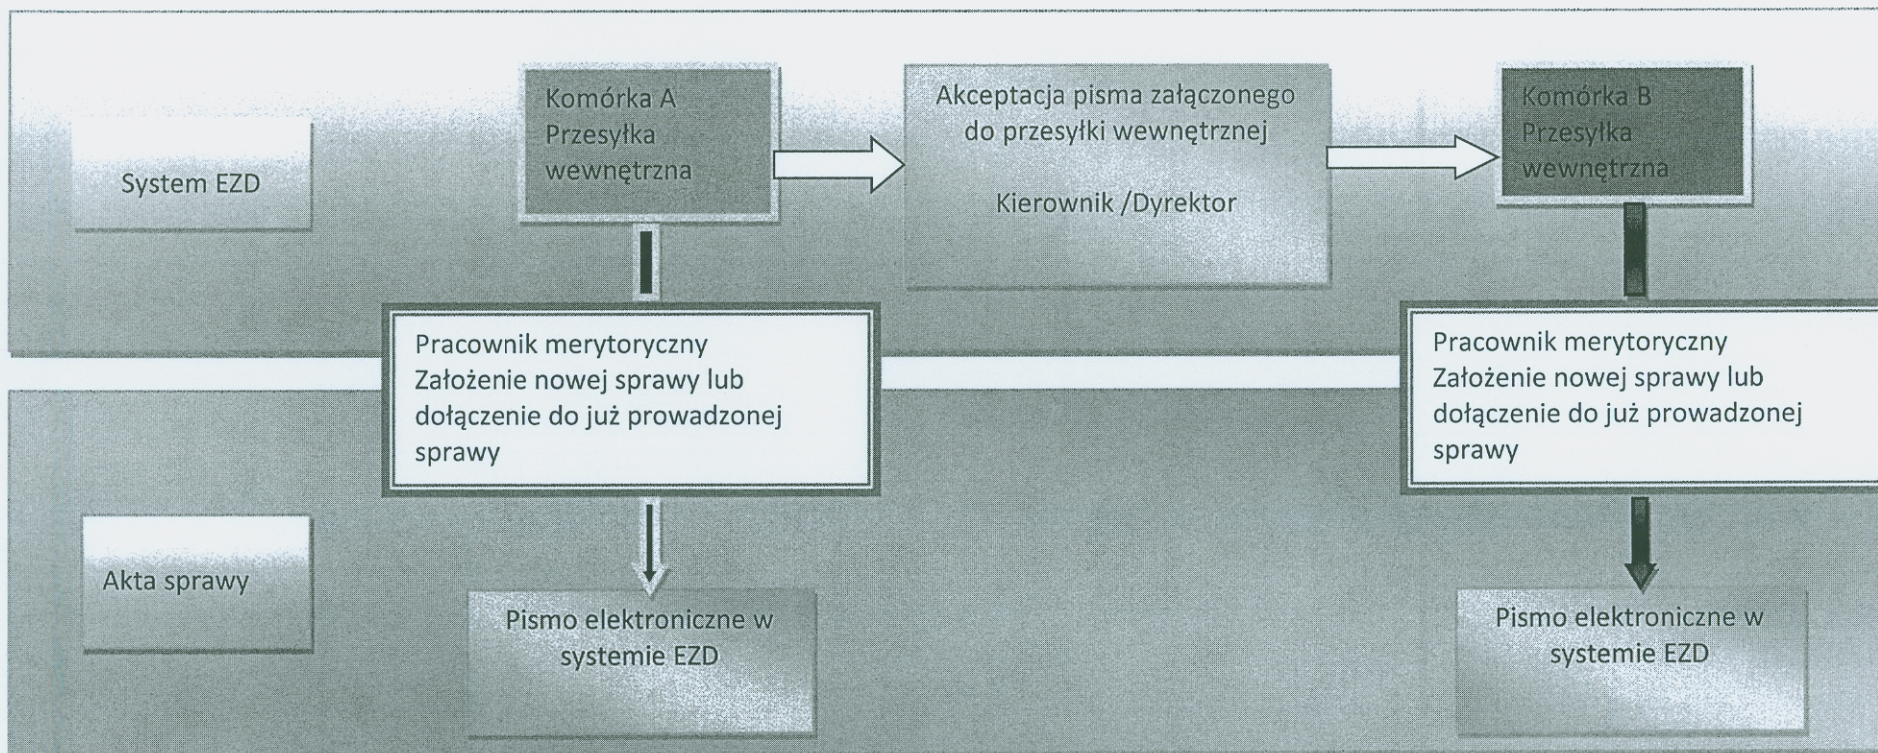 System EZD
Komórka A
Przesyłka
wewnętrzna
Akceptacja pisma załączonego
do przesyłki wewnętrznej
Kierownik /Dyrektor
Komórka B
Przesyłka
wewnętrzna
Pracownik merytoryczny
Założenie nowej sprawy lub
dołączenie do już prowadzonej
sprawy
Pracownik merytoryczny
Założenie nowej sprawy lub
dołączenie do już prowadzonej
sprawy
Akta sprawy
Pismo elektroniczne w
systemie EZD
Pismo elektroniczne w
systemie EZD